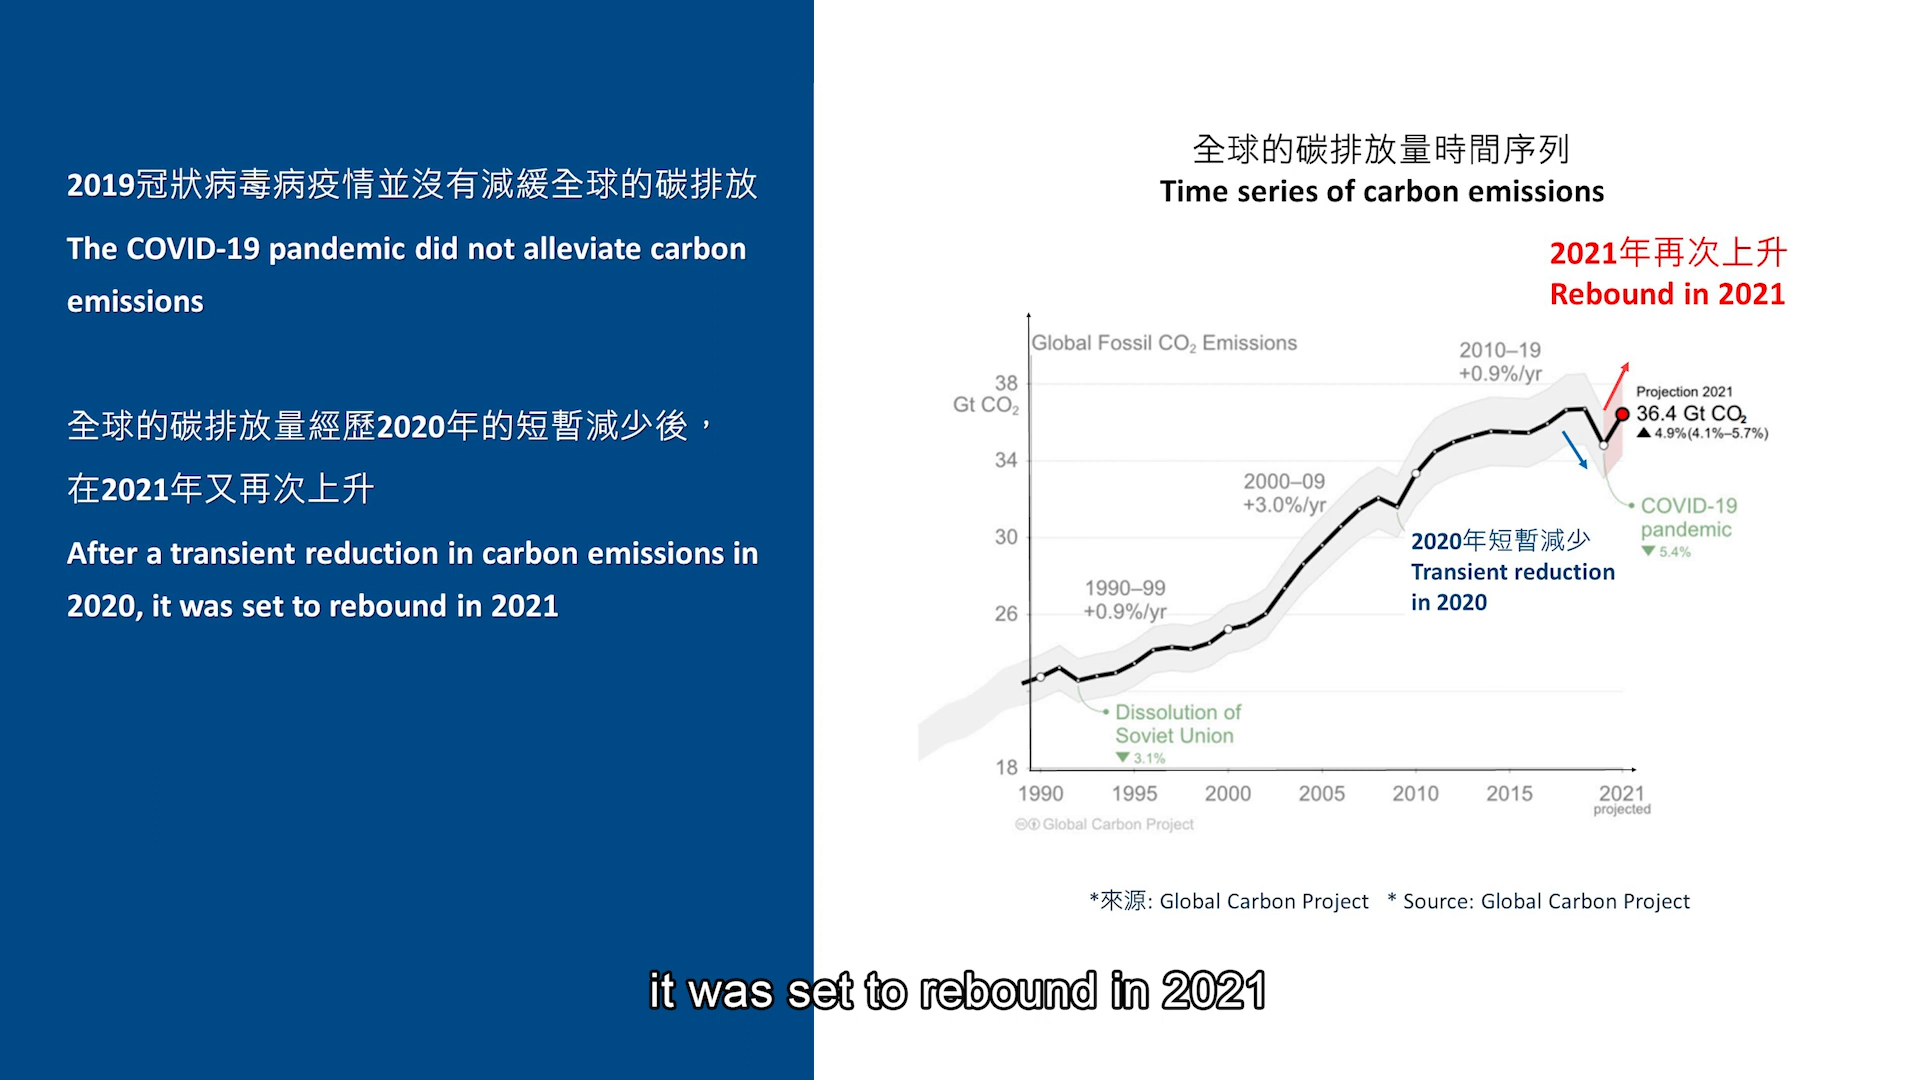 2019冠狀病毒病疫情並沒有減緩全球的碳排放
The COVID-19 pandemic did not alleviate carbon
emissions
全球的碳排放量經歷2020年的短暫減少後，
在2021年又再次上升
After a transient reduction in carbon emissions in
2020, it was set to rebound in 2021
全球的碳排放量時間序列
Time series of carbon emissions
2021年再次上升
Rebound in 2021
Global Fossil CO₂ Emissions
38
Gt CO₂
34
30
26
18
2010–19
+0.9%/yr
2000–09
+3.0%/yr
1990–99
+0.9%/yr
Projection 2021
36.4 Gt CO₂
▲ 4.9%(4.1%–5.7%)
COVID-19
pandemic
▼ 5.4%
2020年短暫減少
Transient reduction
in 2020
Dissolution of
Soviet Union
▼ 3.1%
1990 1995 2000 2005 2010 2015 2021
projected
Global Carbon Project
*來源: Global Carbon Project * Source: Global Carbon Project
it was set to rebound in 2021